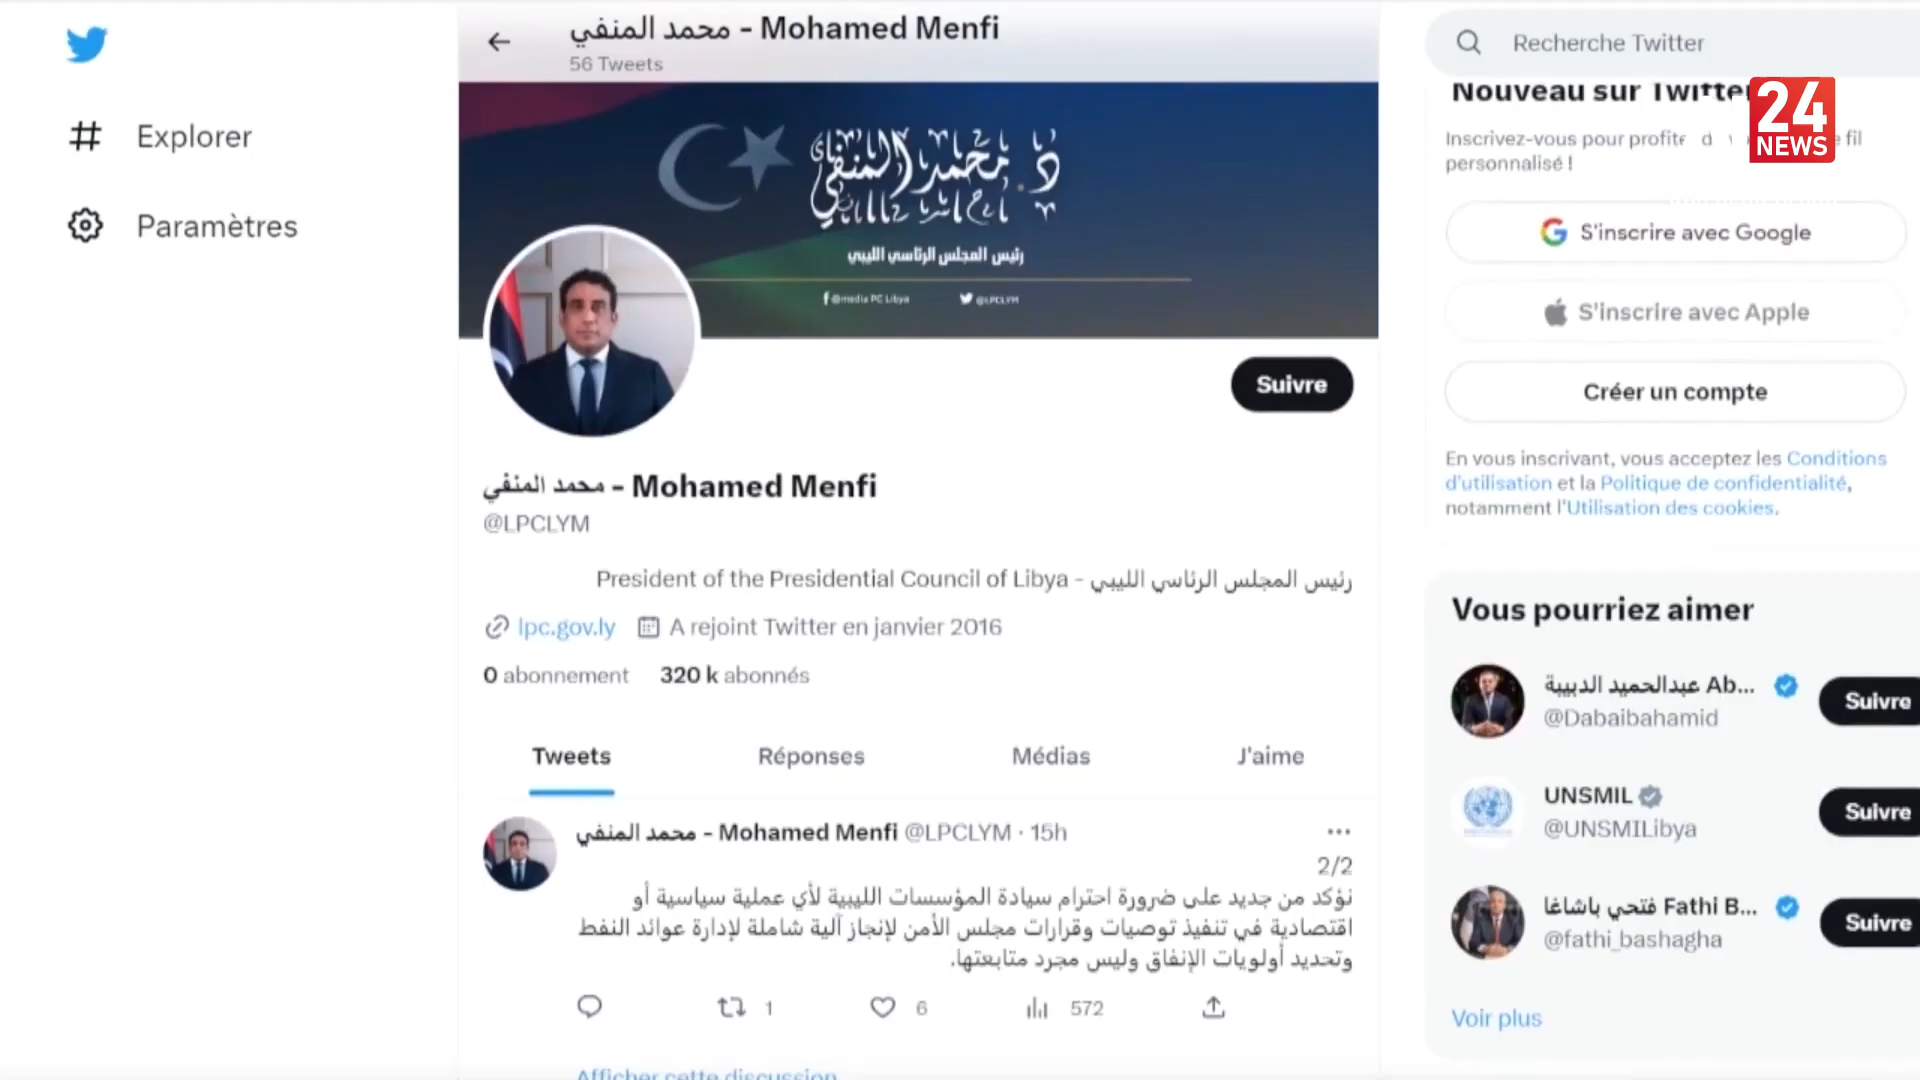 محمد المنفي - Mohamed Menfi
56 Tweets
Explorer
Paramètres
د. محمد المنفي
رئيس المجلس الرئاسي الليبي
@media PC Libya
@LPCLYM
Suivre
محمد المنفي - Mohamed Menfi
@LPCLYM
President of the Presidential Council of Libya - رئيس المجلس الرئاسي الليبي
lpc.gov.ly A rejoint Twitter en janvier 2016
0 abonnement 320 k abonnés
Tweets Réponses Médias J'aime
محمد المنفي - Mohamed Menfi @LPCLYM · 15h
2/2
نؤكد من جديد على ضرورة احترام سيادة المؤسسات الليبية لأي عملية سياسية أو
اقتصادية في تنفيذ توصيات وقرارات مجلس الأمن لإنجاز آلية شاملة لإدارة عوائد النفط
وتحديد أولويات الإنفاق وليس مجرد متابعتها.
1 6 572
Afficher cette discussion
Recherche Twitter
Nouveau sur Twitter
24
NEWS
Inscrivez-vous pour fil
personnalisé !
S'inscrire avec Google
S'inscrire avec Apple
Créer un compte
En vous inscrivant, vous acceptez les Conditions
d'utilisation et la Politique de confidentialité,
notamment l'Utilisation des cookies.
Vous pourriez aimer
عبدالحميد الدبيبة Ab...
@Dabaibahamid
Suivre
UNSMIL
@UNSMILibya
Suivre
فتحي باشاغا Fathi B...
@fathi_bashagha
Suivre
Voir plus